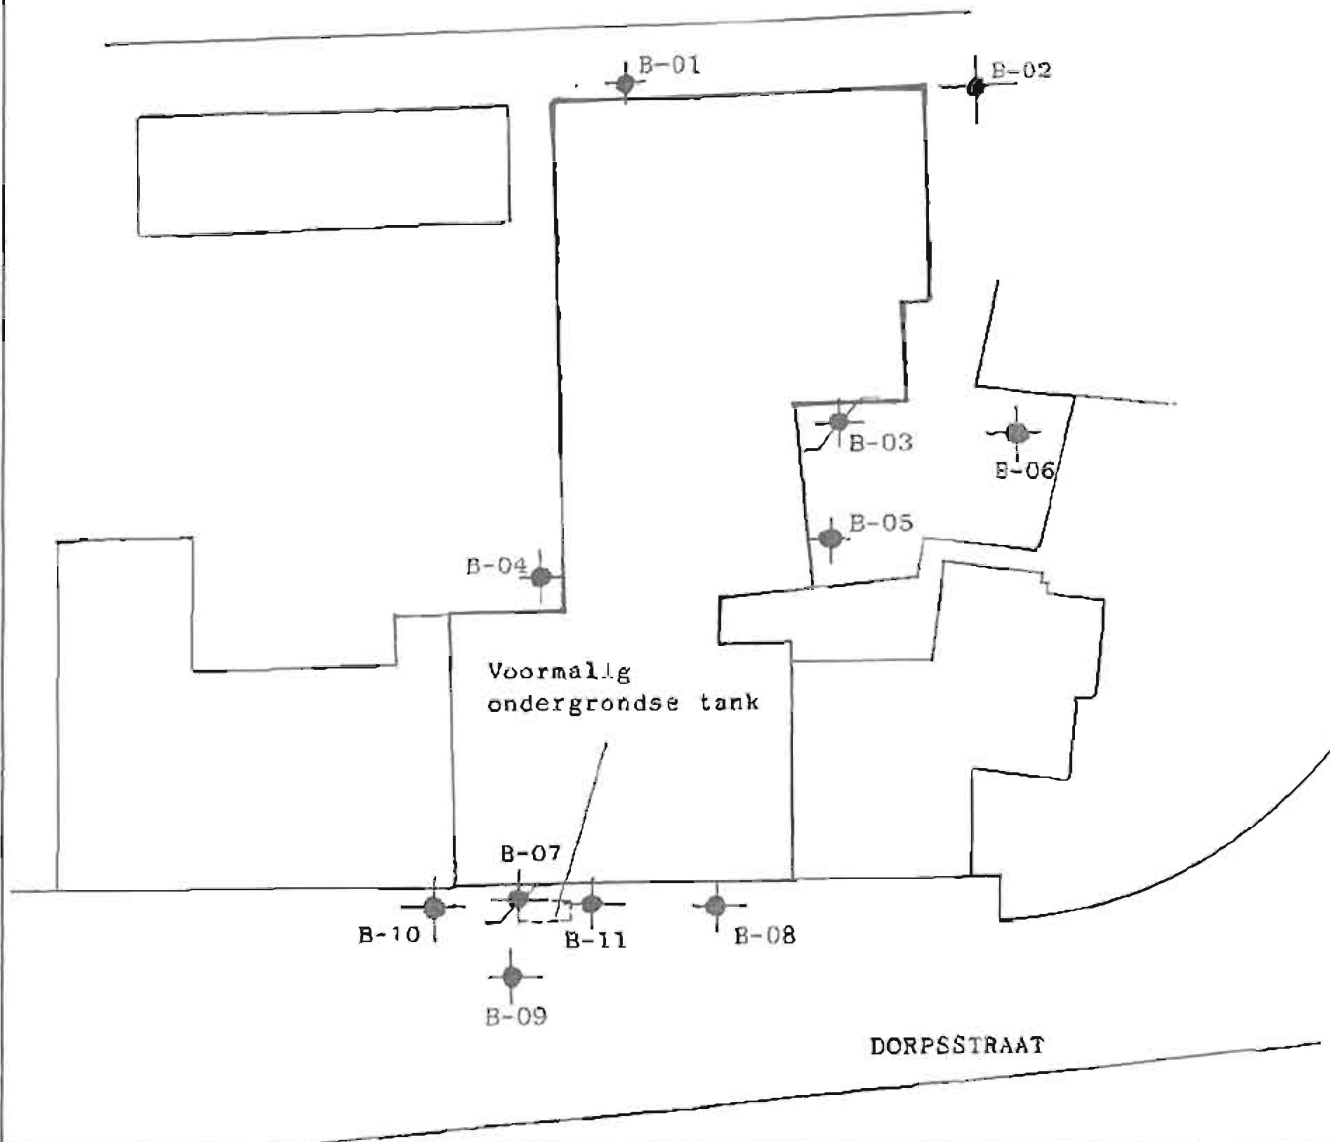 B-01
B-02
B-03
B-06
B-05
B-04
Voormalig
ondergrondse tank
B-07
B-10
B-11
B-08
B-09
DORPSSTRAAT